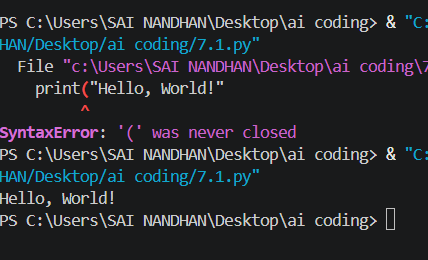 PS C:\Users\SAI NANDHAN\Desktop\ai coding> & "C:
HAN/Desktop/ai coding/7.1.py"
File "c:\Users\SAI NANDHAN\Desktop\ai coding\7
print("Hello, World!"
^
SyntaxError: '(' was never closed
PS C:\Users\SAI NANDHAN\Desktop\ai coding> & "C:
HAN/Desktop/ai coding/7.1.py"
Hello, World!
PS C:\Users\SAI NANDHAN\Desktop\ai coding>